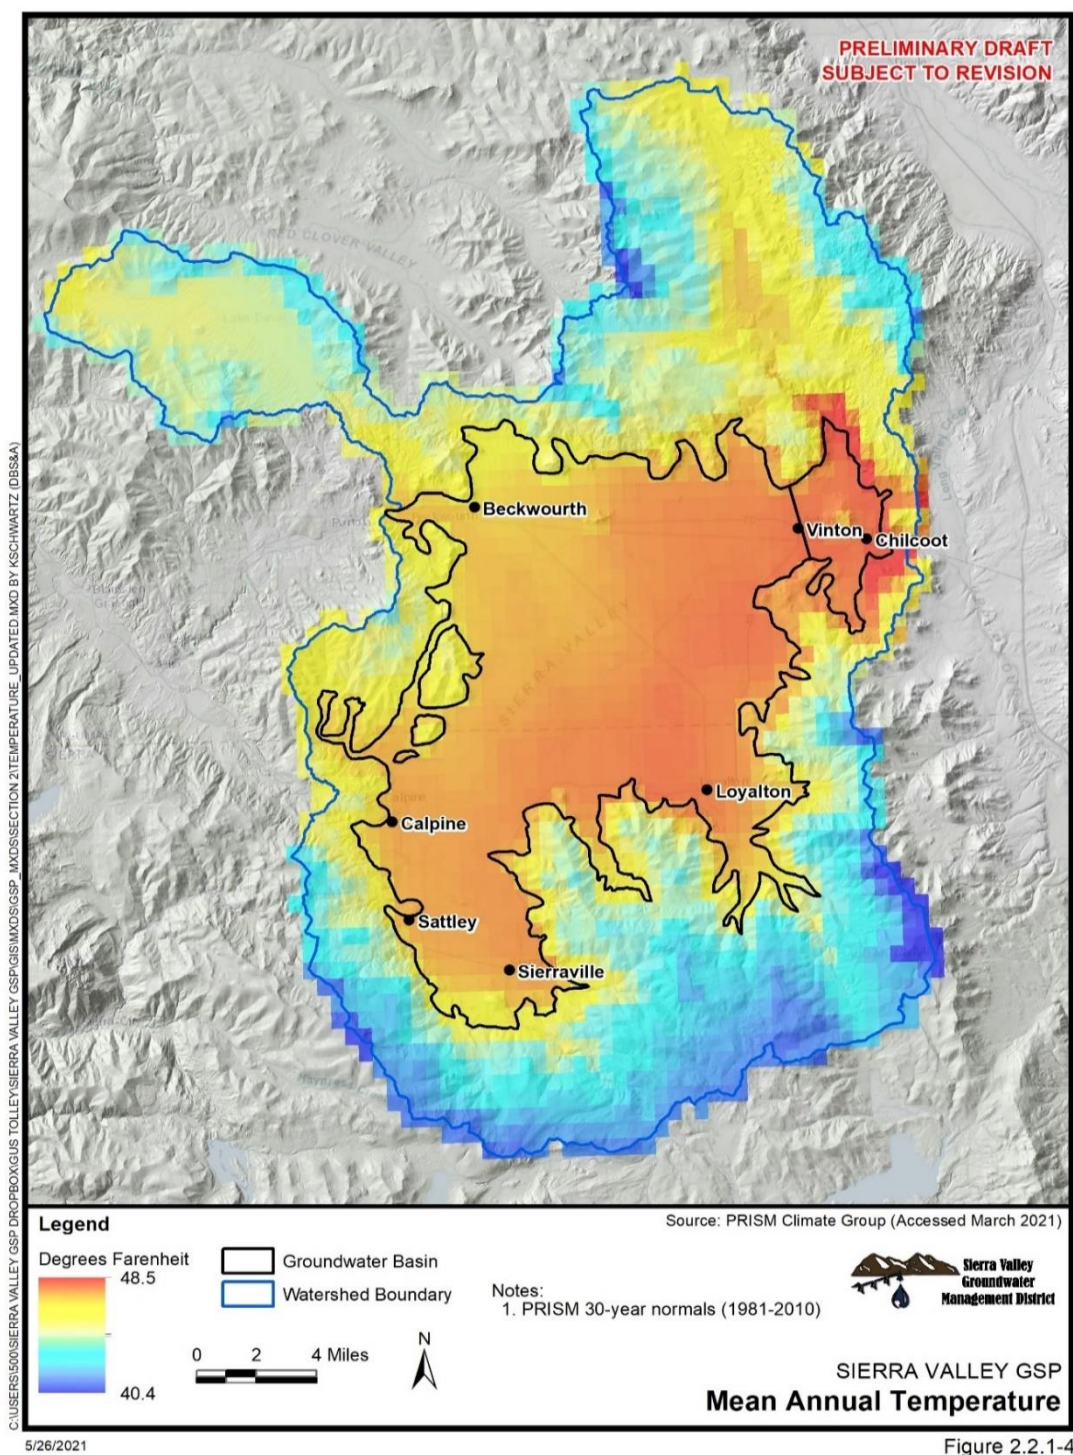 PRELIMINARY DRAFT
SUBJECT TO REVISION
RED CLOVER VALLEY
Beckwourth
Vinton
Chilcoot
SIERRA VALLEY
Loyalton
Calpine
Sattley
Sierraville
C:\USERS\500\SIERRA VALLEY GSP DROPBOX\GUS TOLLEY\SIERRA VALLEY GSP\GIS\MXDS\GSP_MXDS\SECTION 2\TEMPERATURE_UPDATED.MXD BY KSCHWARTZ (DBS&A)
Legend
Source: PRISM Climate Group (Accessed March 2021)
Degrees Farenheit
48.5
40.4
Groundwater Basin
Watershed Boundary
Notes:
1. PRISM 30-year normals (1981-2010)
Sierra Valley
Groundwater
Management District
0 2 4 Miles
N
SIERRA VALLEY GSP
Mean Annual Temperature
5/26/2021
Figure 2.2.1-4